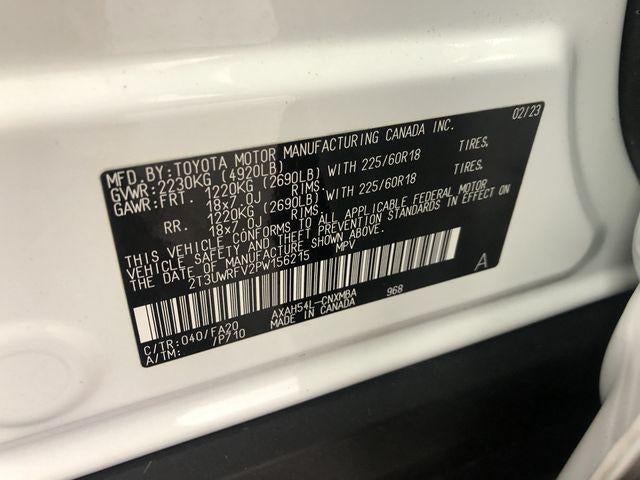 02/23
MFD.BY:TOYOTA MOTOR MANUFACTURING CANADA INC.
GVWR:2230KG (4920LB)
GAWR:FRT. 1220KG (2690LB) WITH 225/60R18 TIRES.
18x7.0J RIMS.
RR. 1220KG (2690LB) WITH 225/60R18 TIRES.
18x7.0J RIMS.
THIS VEHICLE CONFORMS TO ALL APPLICABLE FEDERAL MOTOR
VEHICLE SAFETY AND THEFT PREVENTION STANDARDS IN EFFECT ON
THE DATE OF MANUFACTURE SHOWN ABOVE.
2T3UWRFV2PW156215 MPV
A
C/TR:040/FA20 AXAH54L-CNXMBA 968
A/TM: /P710 MADE IN CANADA